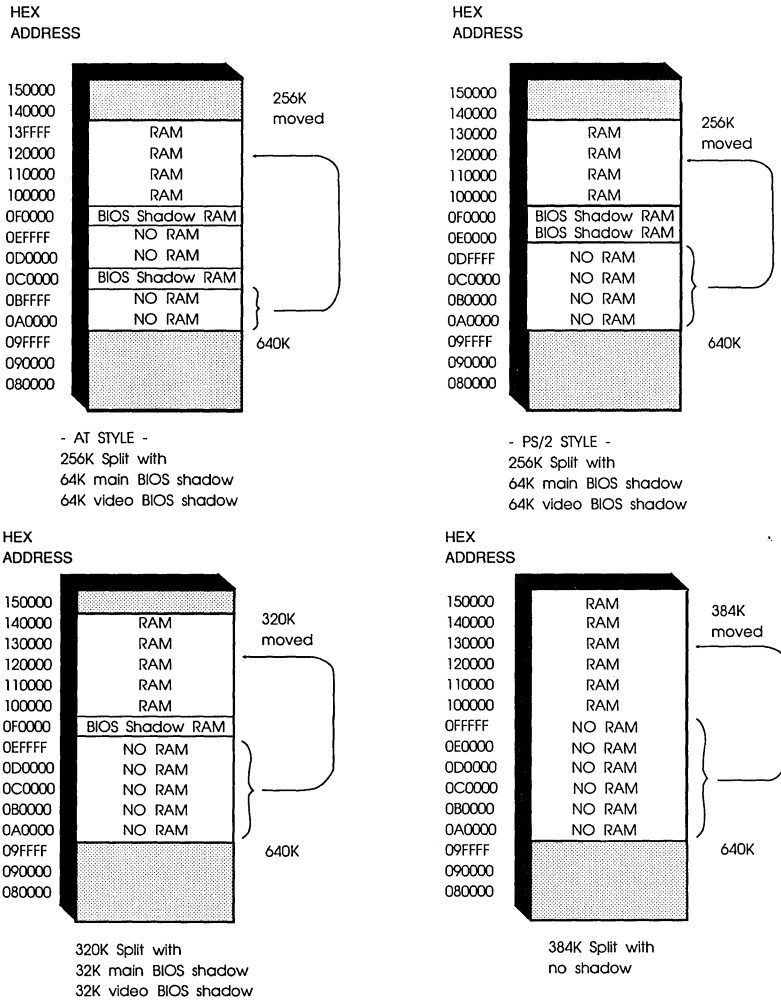 HEX
ADDRESS
150000
140000
13FFFF RAM
120000 RAM
110000 RAM
100000 RAM
0F0000 BIOS Shadow RAM
0EFFFF NO RAM
0D0000 NO RAM
0C0000 BIOS Shadow RAM
0BFFFF NO RAM
0A0000 NO RAM
09FFFF
090000
080000
256K
moved
640K
- AT STYLE -
256K Split with
64K main BIOS shadow
64K video BIOS shadow
HEX
ADDRESS
150000
140000
130000 RAM
120000 RAM
110000 RAM
100000 RAM
0F0000 BIOS Shadow RAM
0E0000 BIOS Shadow RAM
0DFFFF NO RAM
0C0000 NO RAM
0B0000 NO RAM
0A0000 NO RAM
09FFFF
090000
080000
256K
moved
640K
- PS/2 STYLE -
256K Split with
64K main BIOS shadow
64K video BIOS shadow
HEX
ADDRESS
150000
140000 RAM
130000 RAM
120000 RAM
110000 RAM
100000 RAM
0F0000 BIOS Shadow RAM
0EFFFF NO RAM
0D0000 NO RAM
0C0000 NO RAM
0B0000 NO RAM
0A0000 NO RAM
09FFFF
090000
080000
320K
moved
640K
320K Split with
32K main BIOS shadow
32K video BIOS shadow
HEX
ADDRESS
150000 RAM
140000 RAM
130000 RAM
120000 RAM
110000 RAM
100000 RAM
0FFFFF NO RAM
0E0000 NO RAM
0D0000 NO RAM
0C0000 NO RAM
0B0000 NO RAM
0A0000 NO RAM
09FFFF
090000
080000
384K
moved
640K
384K Split with
no shadow